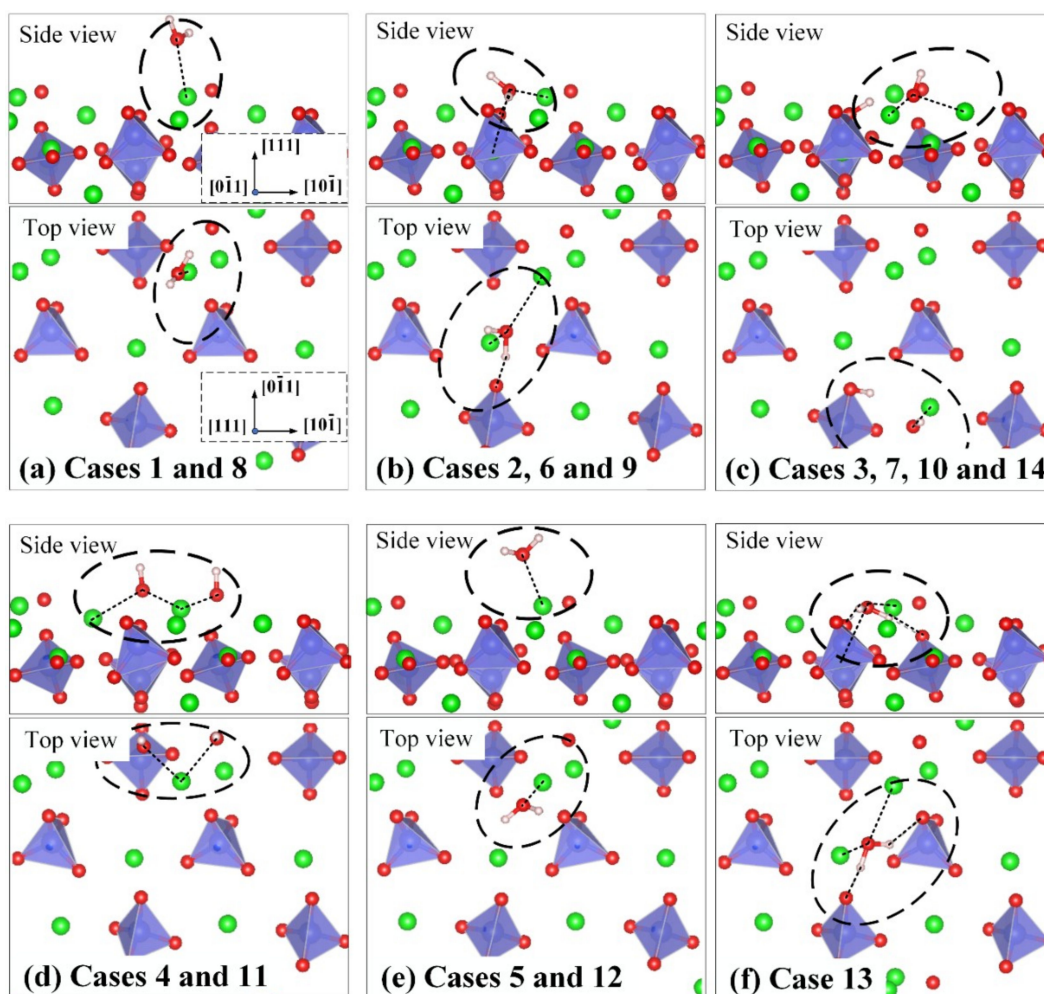 Side view
[111]
[01̄1]
[101̄]
Top view
[01̄1]
[111]
[101̄]
(a) Cases 1 and 8
Side view
Top view
(b) Cases 2, 6 and 9
Side view
Top view
(c) Cases 3, 7, 10 and 14
Side view
Top view
(d) Cases 4 and 11
Side view
Top view
(e) Cases 5 and 12
Side view
Top view
(f) Case 13